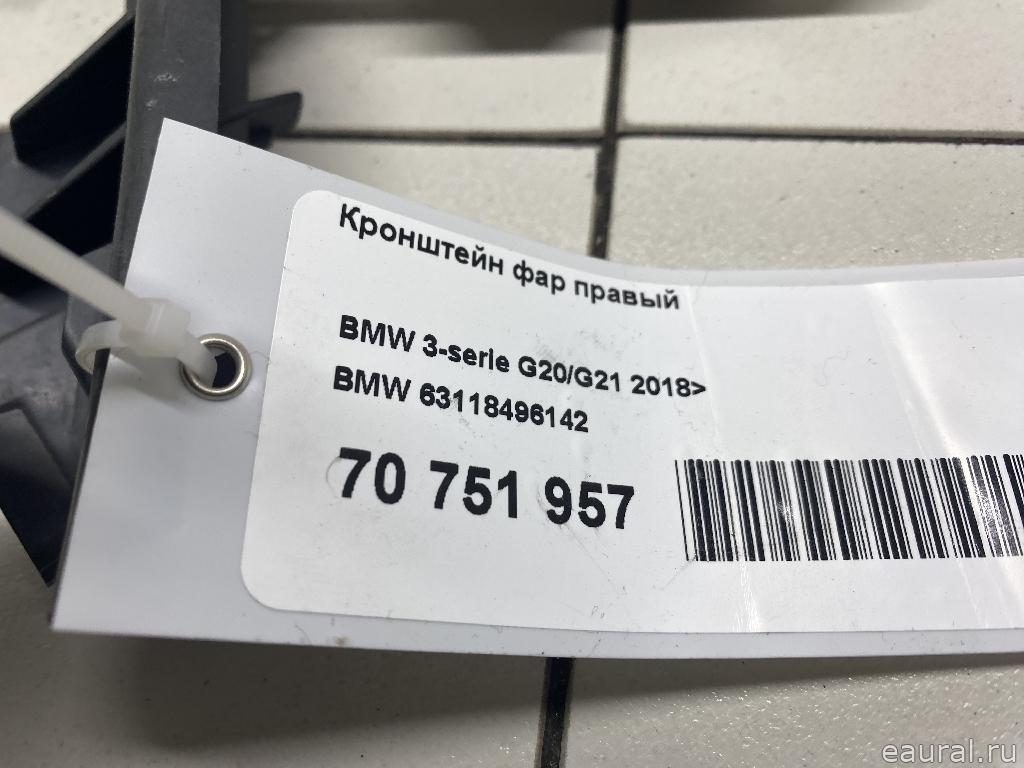 Кронштейн фар правый
BMW 3-serie G20/G21 2018>
BMW 63118496142
70 751 957
eaural.ru